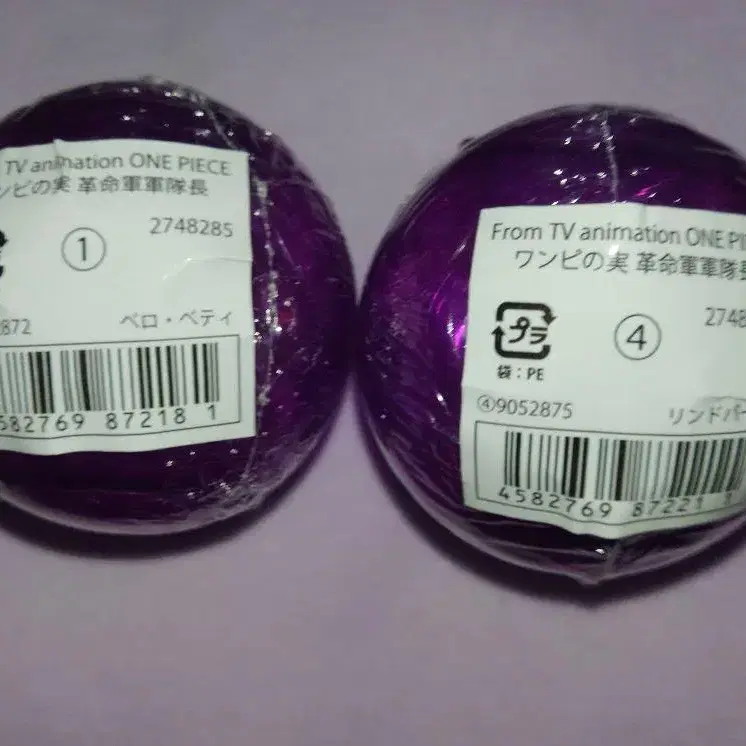 TV animation ONE PIECE
ンピの実 革命軍軍隊長
① 2748285
872 ベロ・ベティ
582769 87218 1
From TV animation ONE PI
ワンピの実 革命軍軍隊長
プラ ④ 2748
袋：PE
④9052875 リンドバー
4582769 87221 1